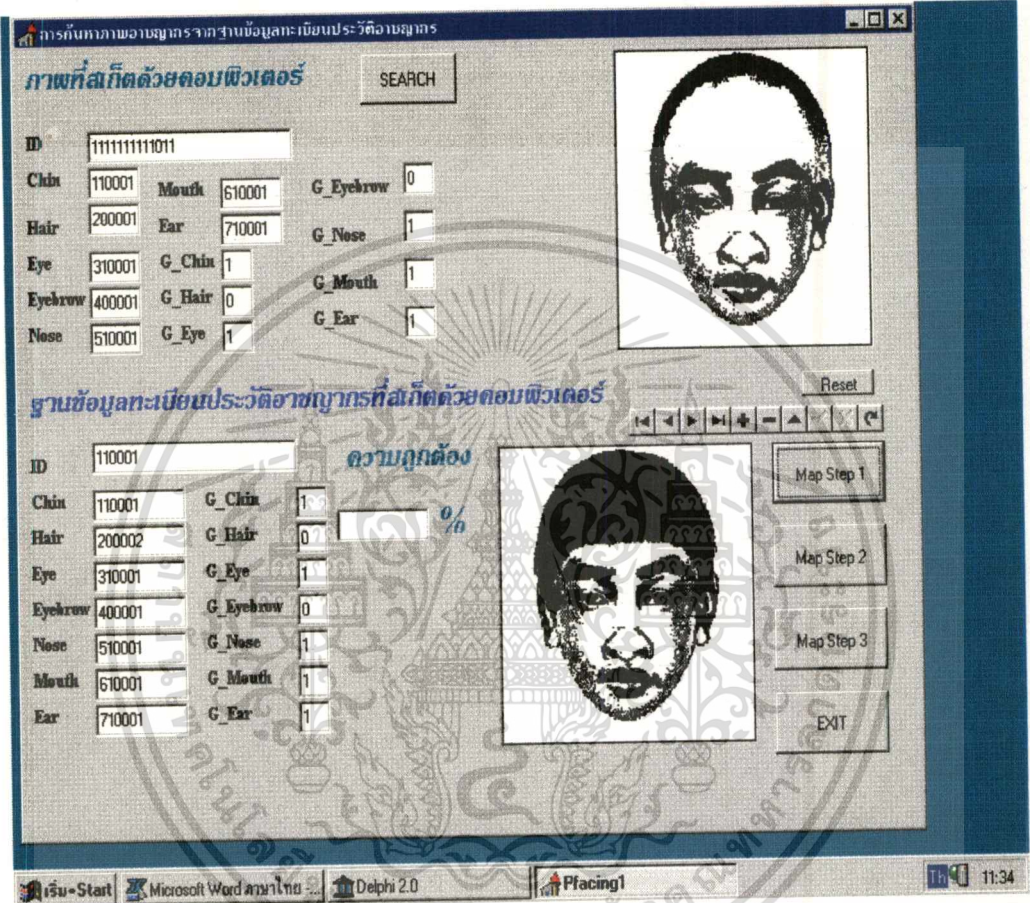 การค้นหาภาพอาชญากรจากฐานข้อมูลทะเบียนประวัติอาชญากร
ภาพที่สเก็ตด้วยคอมพิวเตอร์ SEARCH
ID 1111111111011
Chin 110001 Mouth 610001 G_Eyebrow 0
Hair 200001 Ear 710001 G_Nose 1
Eye 310001 G_Chin 1 G_Mouth 1
Eyebrow 400001 G_Hair 0 G_Ear 1
Nose 510001 G_Eye 1
Reset
ฐานข้อมูลทะเบียนประวัติอาชญากรที่สเก็ตด้วยคอมพิวเตอร์
ID 110001 ความถูกต้อง Map Step 1
Chin 110001 G_Chin 1 %
Hair 200002 G_Hair 0 Map Step 2
Eye 310001 G_Eye 1
Eyebrow 400001 G_Eyebrow 0
Nose 510001 G_Nose 1 Map Step 3
Mouth 610001 G_Mouth 1
Ear 710001 G_Ear 1 EXIT
เริ่ม-Start Microsoft Word ภาษาไทย -... Delphi 2.0 Pfacing1 Th 11:34